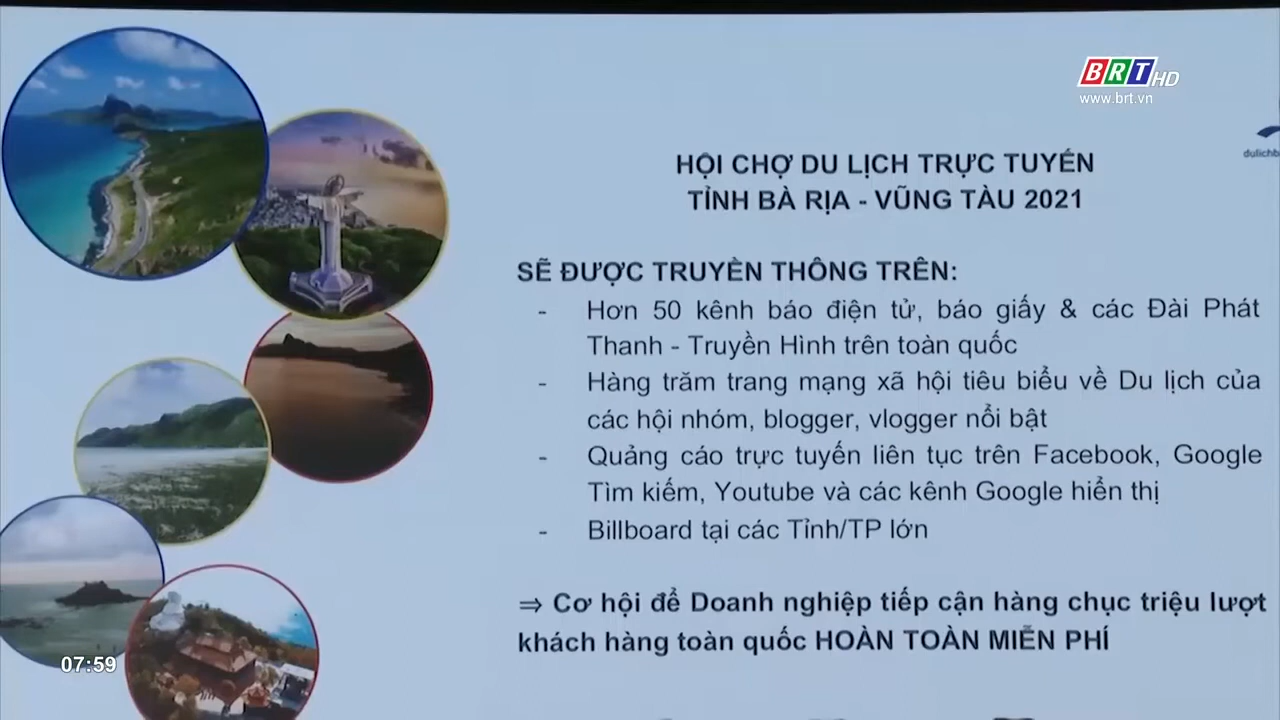 BRT HD
www.brt.vn
HỘI CHỢ DU LỊCH TRỰC TUYẾN
TỈNH BÀ RỊA - VŨNG TÀU 2021
SẼ ĐƯỢC TRUYỀN THÔNG TRÊN:
- Hơn 50 kênh báo điện tử, báo giấy & các Đài Phát
Thanh - Truyền Hình trên toàn quốc
- Hàng trăm trang mạng xã hội tiêu biểu về Du lịch của
các hội nhóm, blogger, vlogger nổi bật
- Quảng cáo trực tuyến liên tục trên Facebook, Google
Tìm kiếm, Youtube và các kênh Google hiển thị
- Billboard tại các Tỉnh/TP lớn
⇒ Cơ hội để Doanh nghiệp tiếp cận hàng chục triệu lượt
khách hàng toàn quốc HOÀN TOÀN MIỄN PHÍ
07:59